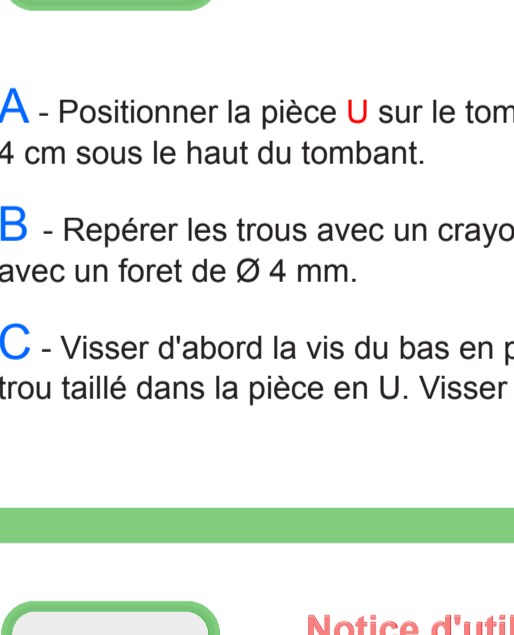 A - Positionner la pièce U sur le tom
4 cm sous le haut du tombant.
B - Repérer les trous avec un crayo
avec un foret de Ø 4 mm.
C - Visser d'abord la vis du bas en p
trou taillé dans la pièce en U. Visser
Notice d'util